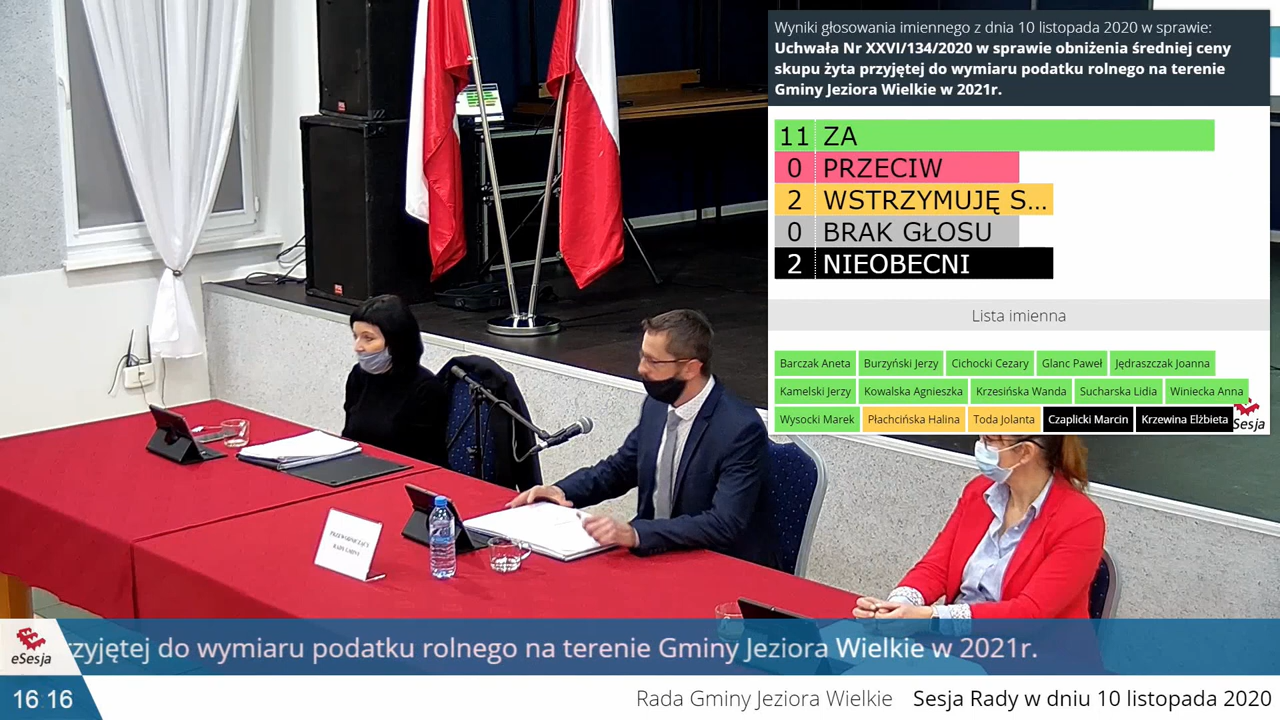 Wyniki głosowania imiennego z dnia 10 listopada 2020 w sprawie:
Uchwała Nr XXVI/134/2020 w sprawie obniżenia średniej ceny
skupu żyta przyjętej do wymiaru podatku rolnego na terenie
Gminy Jeziora Wielkie w 2021r.
11 ZA
0 PRZECIW
2 WSTRZYMUJĘ S...
0 BRAK GŁOSU
2 NIEOBECNI
Lista imienna
Barczak Aneta Burzyński Jerzy Cichocki Cezary Glanc Paweł Jędraszczak Joanna
Kamelski Jerzy Kowalska Agnieszka Krzesińska Wanda Sucharska Lidia Winiecka Anna
Wysocki Marek Płachcińska Halina Toda Jolanta Czaplicki Marcin Krzewina Elżbieta
Sesja
PRZEWODNICZĄCY
RADY GMINY
eSesja
rzyjętej do wymiaru podatku rolnego na terenie Gminy Jeziora Wielkie w 2021r.
16:16
Rada Gminy Jeziora Wielkie Sesja Rady w dniu 10 listopada 2020